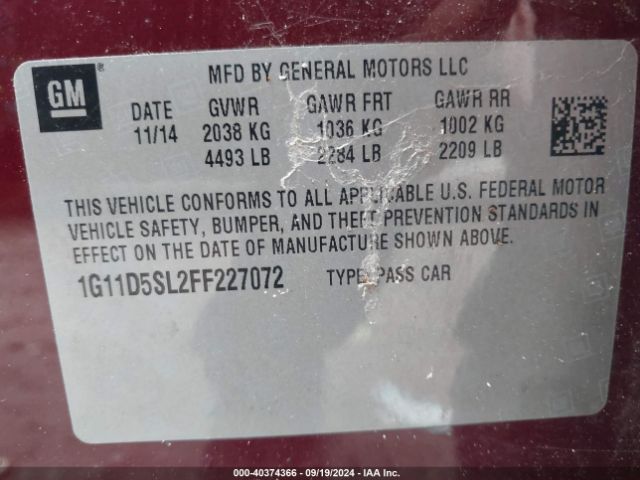 GM ®
MFD BY GENERAL MOTORS LLC
DATE GVWR GAWR FRT GAWR RR
11/14 2038 KG 1036 KG 1002 KG
4493 LB 2284 LB 2209 LB
THIS VEHICLE CONFORMS TO ALL APPLICABLE U.S. FEDERAL MOTOR
VEHICLE SAFETY, BUMPER, AND THEFT PREVENTION STANDARDS IN
EFFECT ON THE DATE OF MANUFACTURE SHOWN ABOVE.
1G11D5SL2FF227072 TYPE: PASS CAR
000-40374366 - 09/19/2024 - IAA Inc.